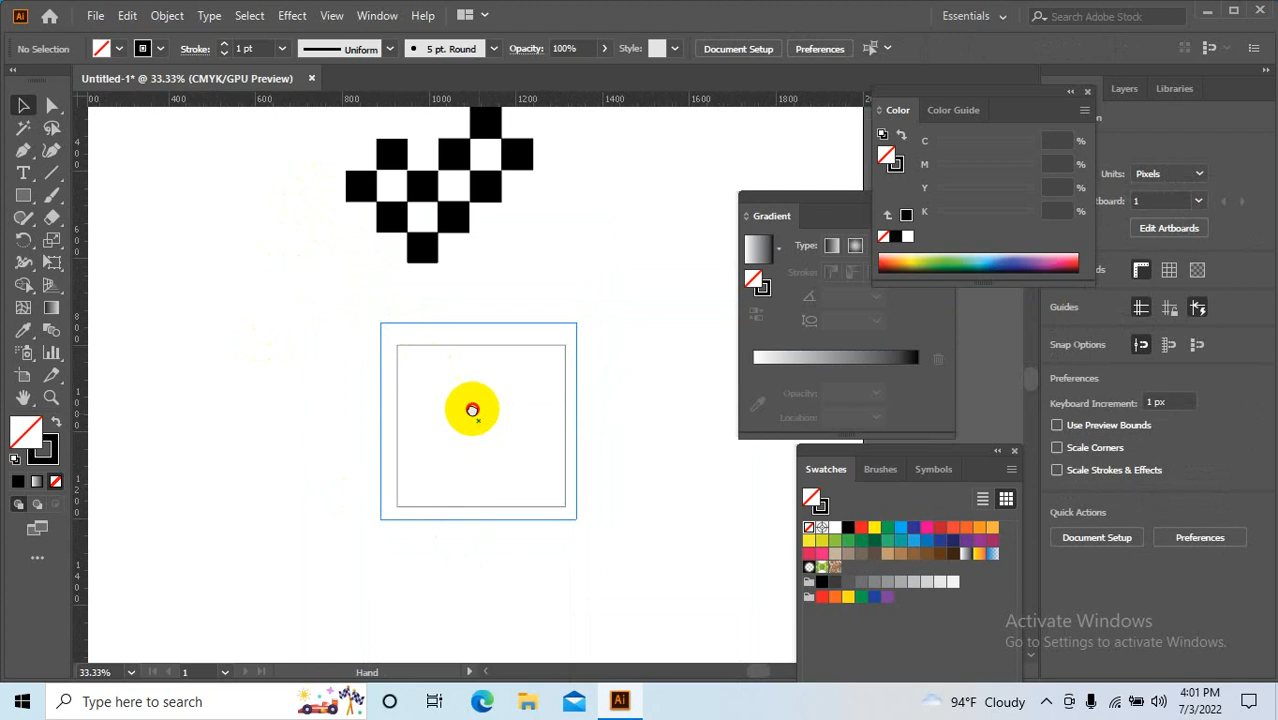 Ai File Edit Object Type Select Effect View Window Help Essentials Search Adobe Stock
No Selection Stroke: 1 pt Uniform 5 pt. Round Opacity: 100% Style: Document Setup Preferences
Untitled-1* @ 33.33% (CMYK/GPU Preview)
Layers Libraries
00 400 600 800 1000 1200 1400 1600 1800
Color Color Guide
C %
M %
Y %
K %
Units: Pixels
1
Edit Artboards
Gradient
Type:
Opacity:
Guides
Snap Options
Preferences
Keyboard Increment: 1 px
Use Preview Bounds
Scale Corners
Scale Strokes & Effects
Swatches Brushes Symbols
Quick Actions
Document Setup Preferences
Activate Windows
Go to Settings to activate Windows.
33.33% 1 Hand
Type here to search
Ai
94°F Cloudy
4:01 PM
7/3/2022